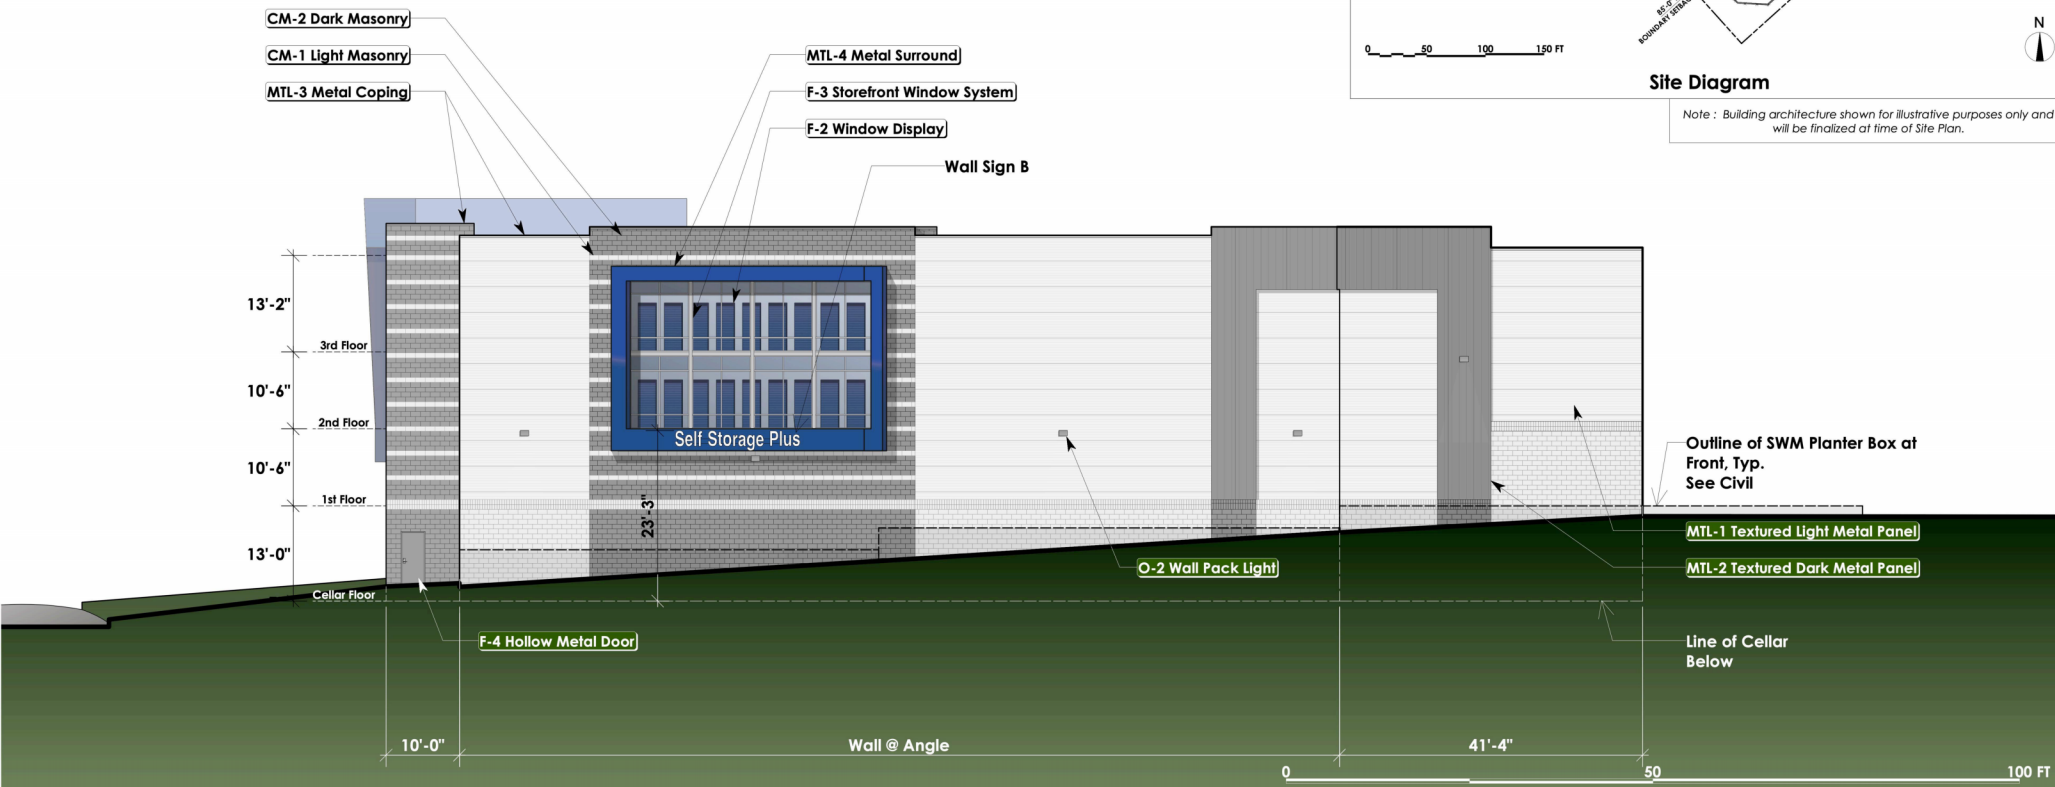 CM-2 Dark Masonry
CM-1 Light Masonry
MTL-3 Metal Coping
MTL-4 Metal Surround
F-3 Storefront Window System
F-2 Window Display
Wall Sign B
85'-0"
BOUNDARY SETBACK
N
0 50 100 150 FT
Site Diagram
Note : Building architecture shown for illustrative purposes only and
will be finalized at time of Site Plan.
13'-2"
3rd Floor
10'-6"
2nd Floor
10'-6"
1st Floor
13'-0"
Cellar Floor
Self Storage Plus
23'-3"
Outline of SWM Planter Box at
Front, Typ.
See Civil
MTL-1 Textured Light Metal Panel
MTL-2 Textured Dark Metal Panel
O-2 Wall Pack Light
F-4 Hollow Metal Door
Line of Cellar
Below
10'-0"
Wall @ Angle
41'-4"
0 50 100 FT